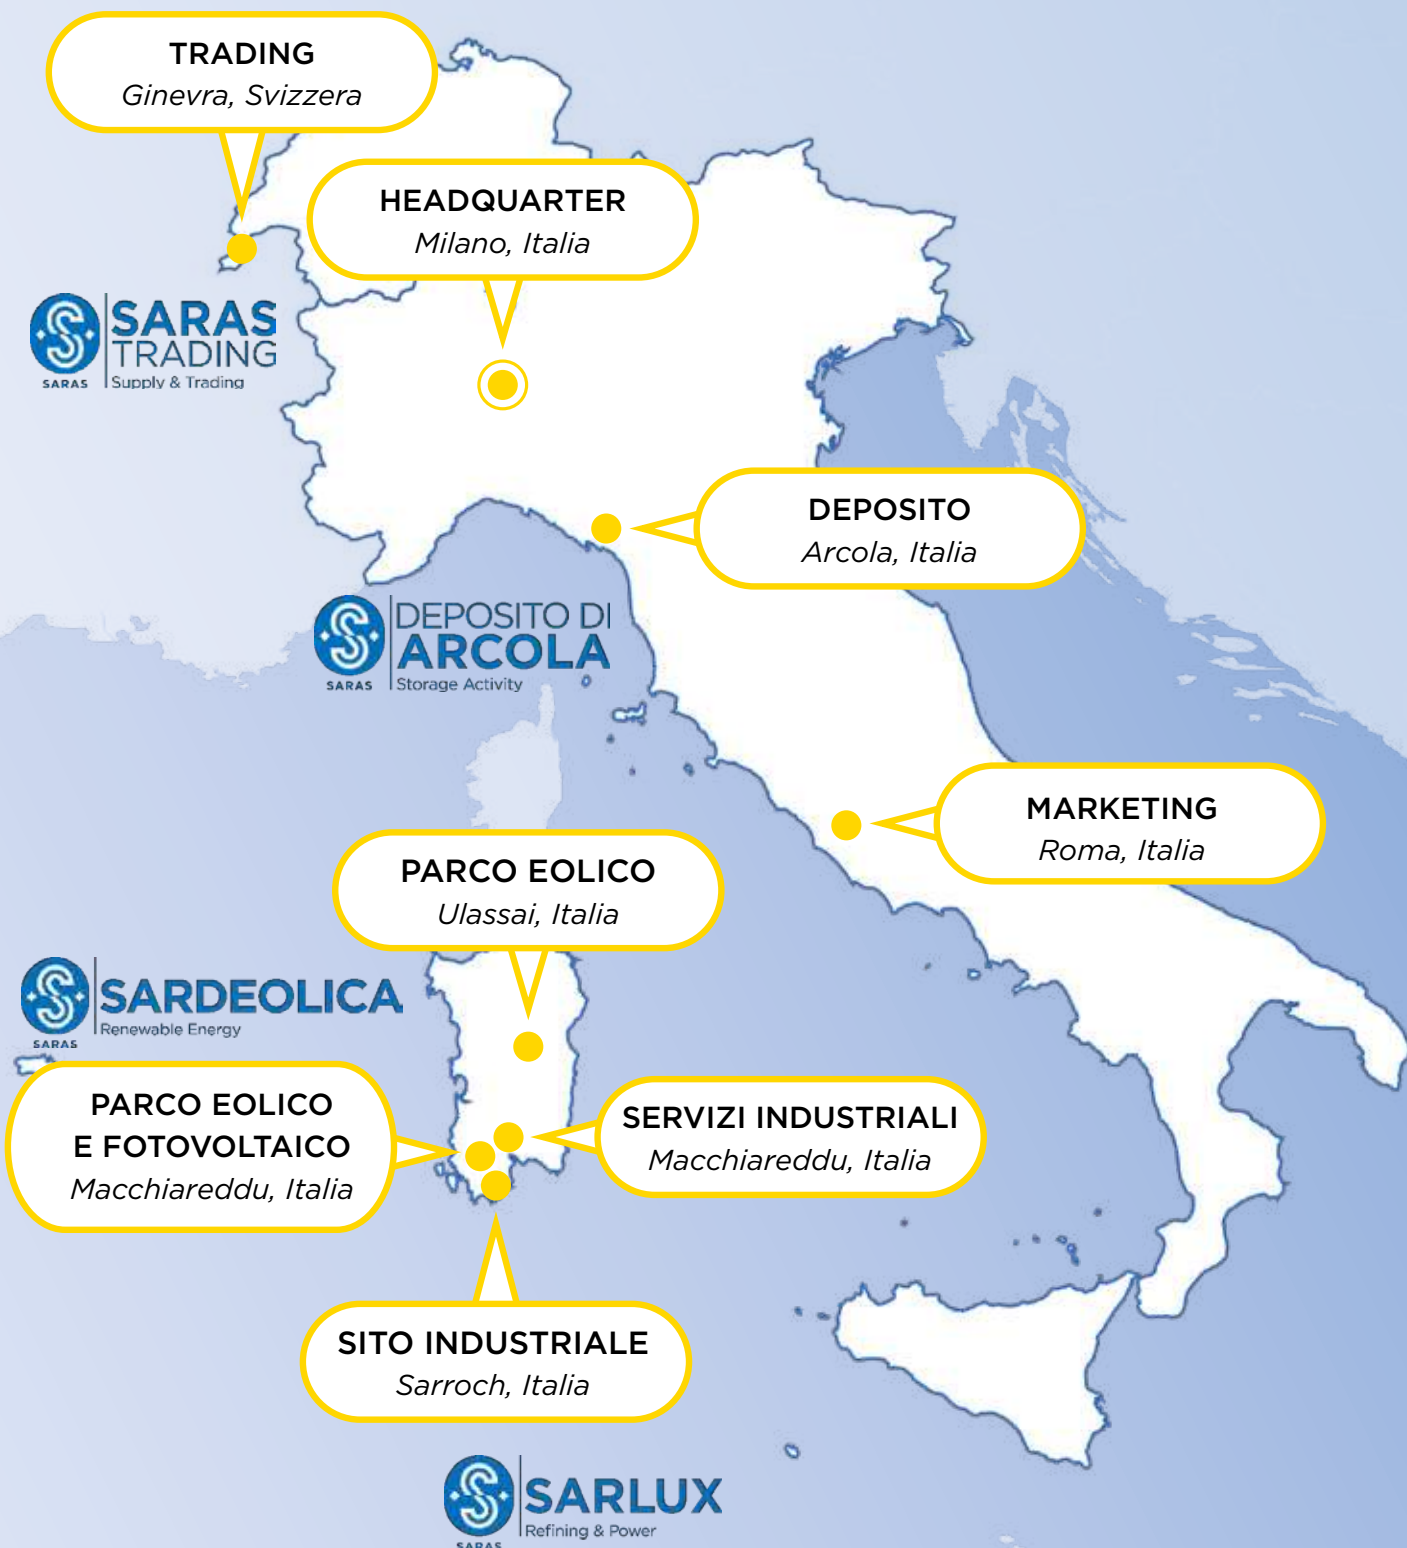 TRADING
Ginevra, Svizzera
HEADQUARTER
Milano, Italia
SARAS
TRADING
Supply & Trading
SARAS
DEPOSITO
Arcola, Italia
DEPOSITO DI
ARCOLA
Storage Activity
SARAS
MARKETING
Roma, Italia
PARCO EOLICO
Ulassai, Italia
SARDEOLICA
Renewable Energy
SARAS
PARCO EOLICO
E FOTOVOLTAICO
Macchiareddu, Italia
SERVIZI INDUSTRIALI
Macchiareddu, Italia
SITO INDUSTRIALE
Sarroch, Italia
SARLUX
Refining & Power
SARAS